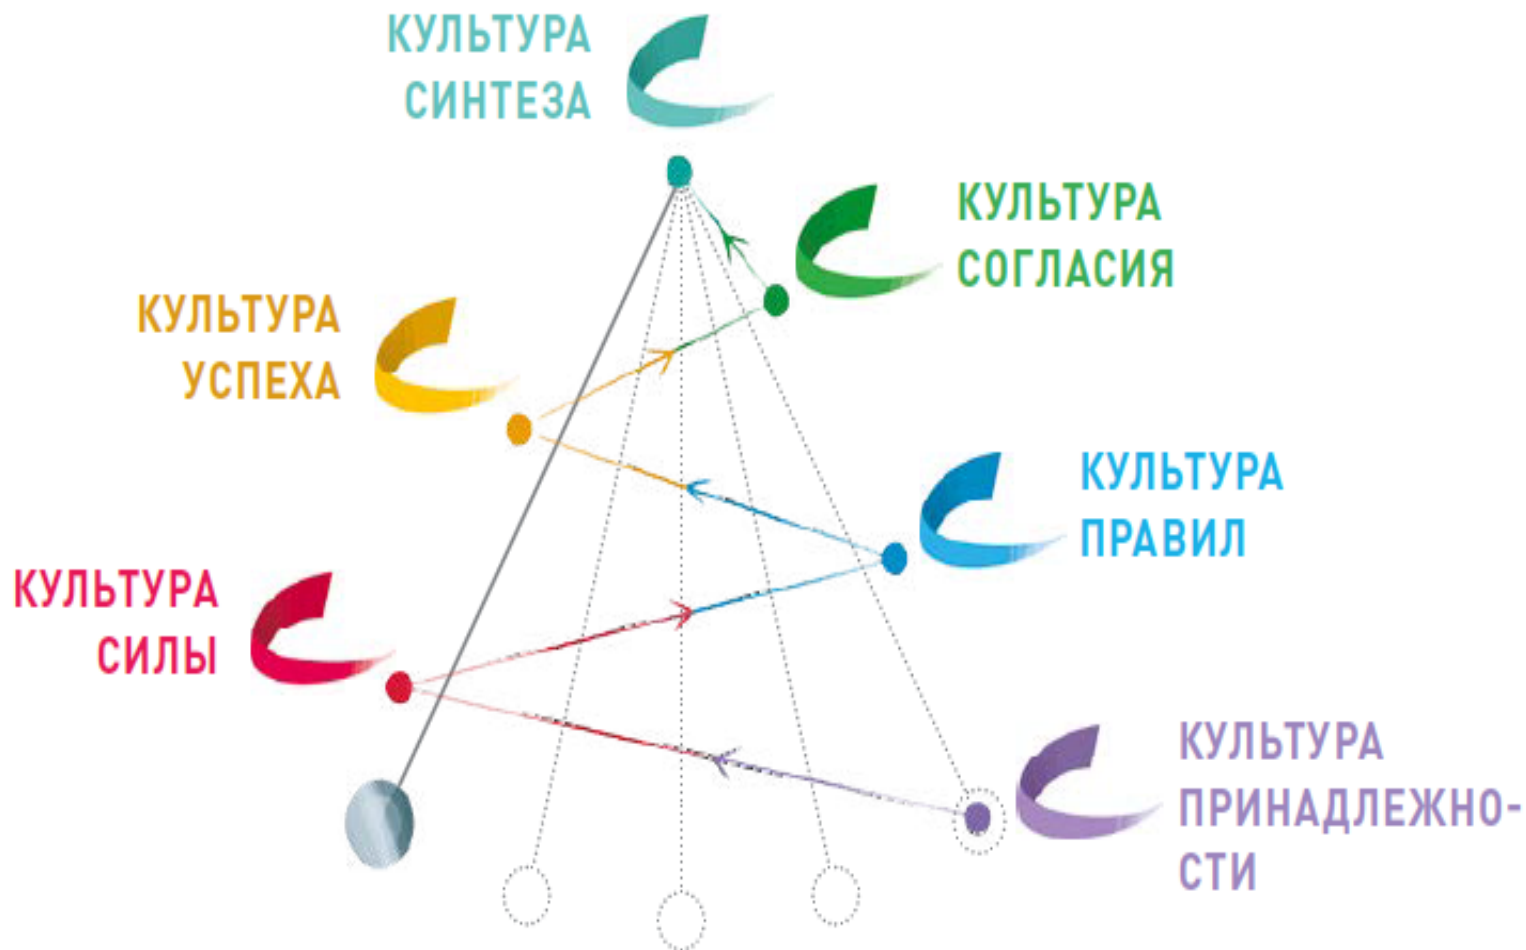 КУЛЬТУРА
СИНТЕЗА
КУЛЬТУРА
СОГЛАСИЯ
КУЛЬТУРА
УСПЕХА
КУЛЬТУРА
ПРАВИЛ
КУЛЬТУРА
СИЛЫ
КУЛЬТУРА
ПРИНАДЛЕЖНО-
СТИ